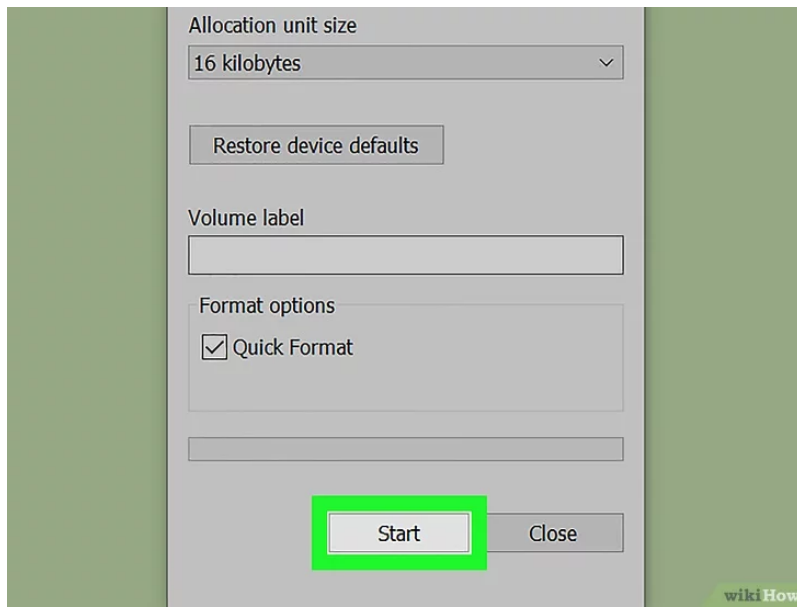 Allocation unit size
16 kilobytes
Restore device defaults
Volume label
Format options
Quick Format
Start
Close
wikiHow